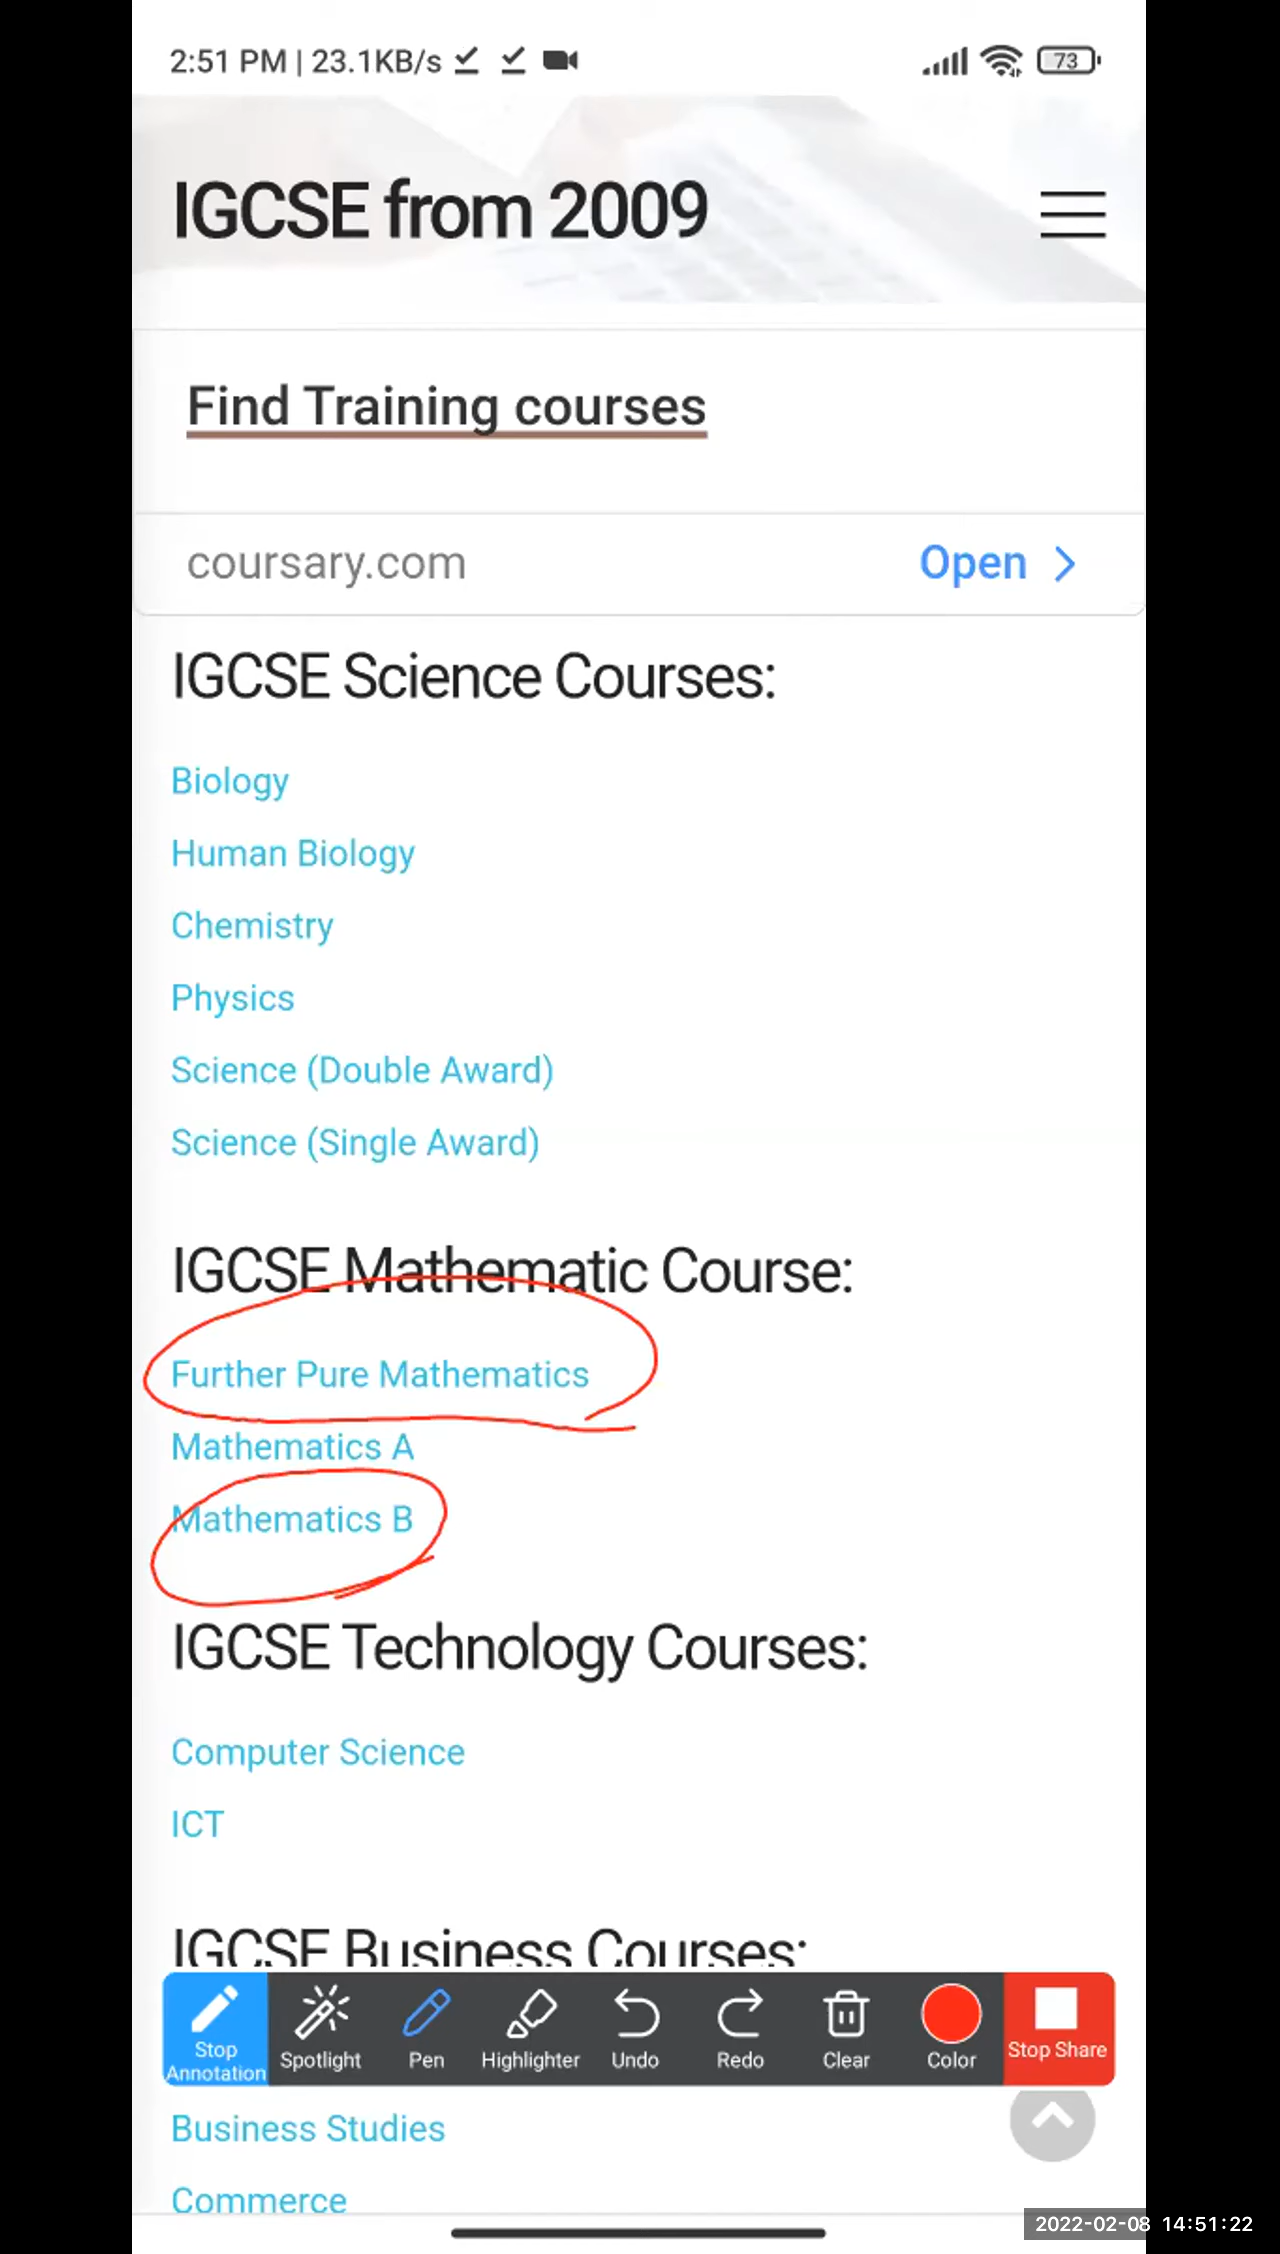 2:51 PM | 23.1KB/s
73
IGCSE from 2009
Find Training courses
coursary.com
Open
IGCSE Science Courses:
Biology
Human Biology
Chemistry
Physics
Science (Double Award)
Science (Single Award)
IGCSE Mathematic Course:
Further Pure Mathematics
Mathematics A
Mathematics B
IGCSE Technology Courses:
Computer Science
ICT
IGCSE Business Courses:
Stop Annotation
Spotlight
Pen
Highlighter
Undo
Redo
Clear
Color
Stop Share
Business Studies
Commerce
2022-02-08 14:51:22